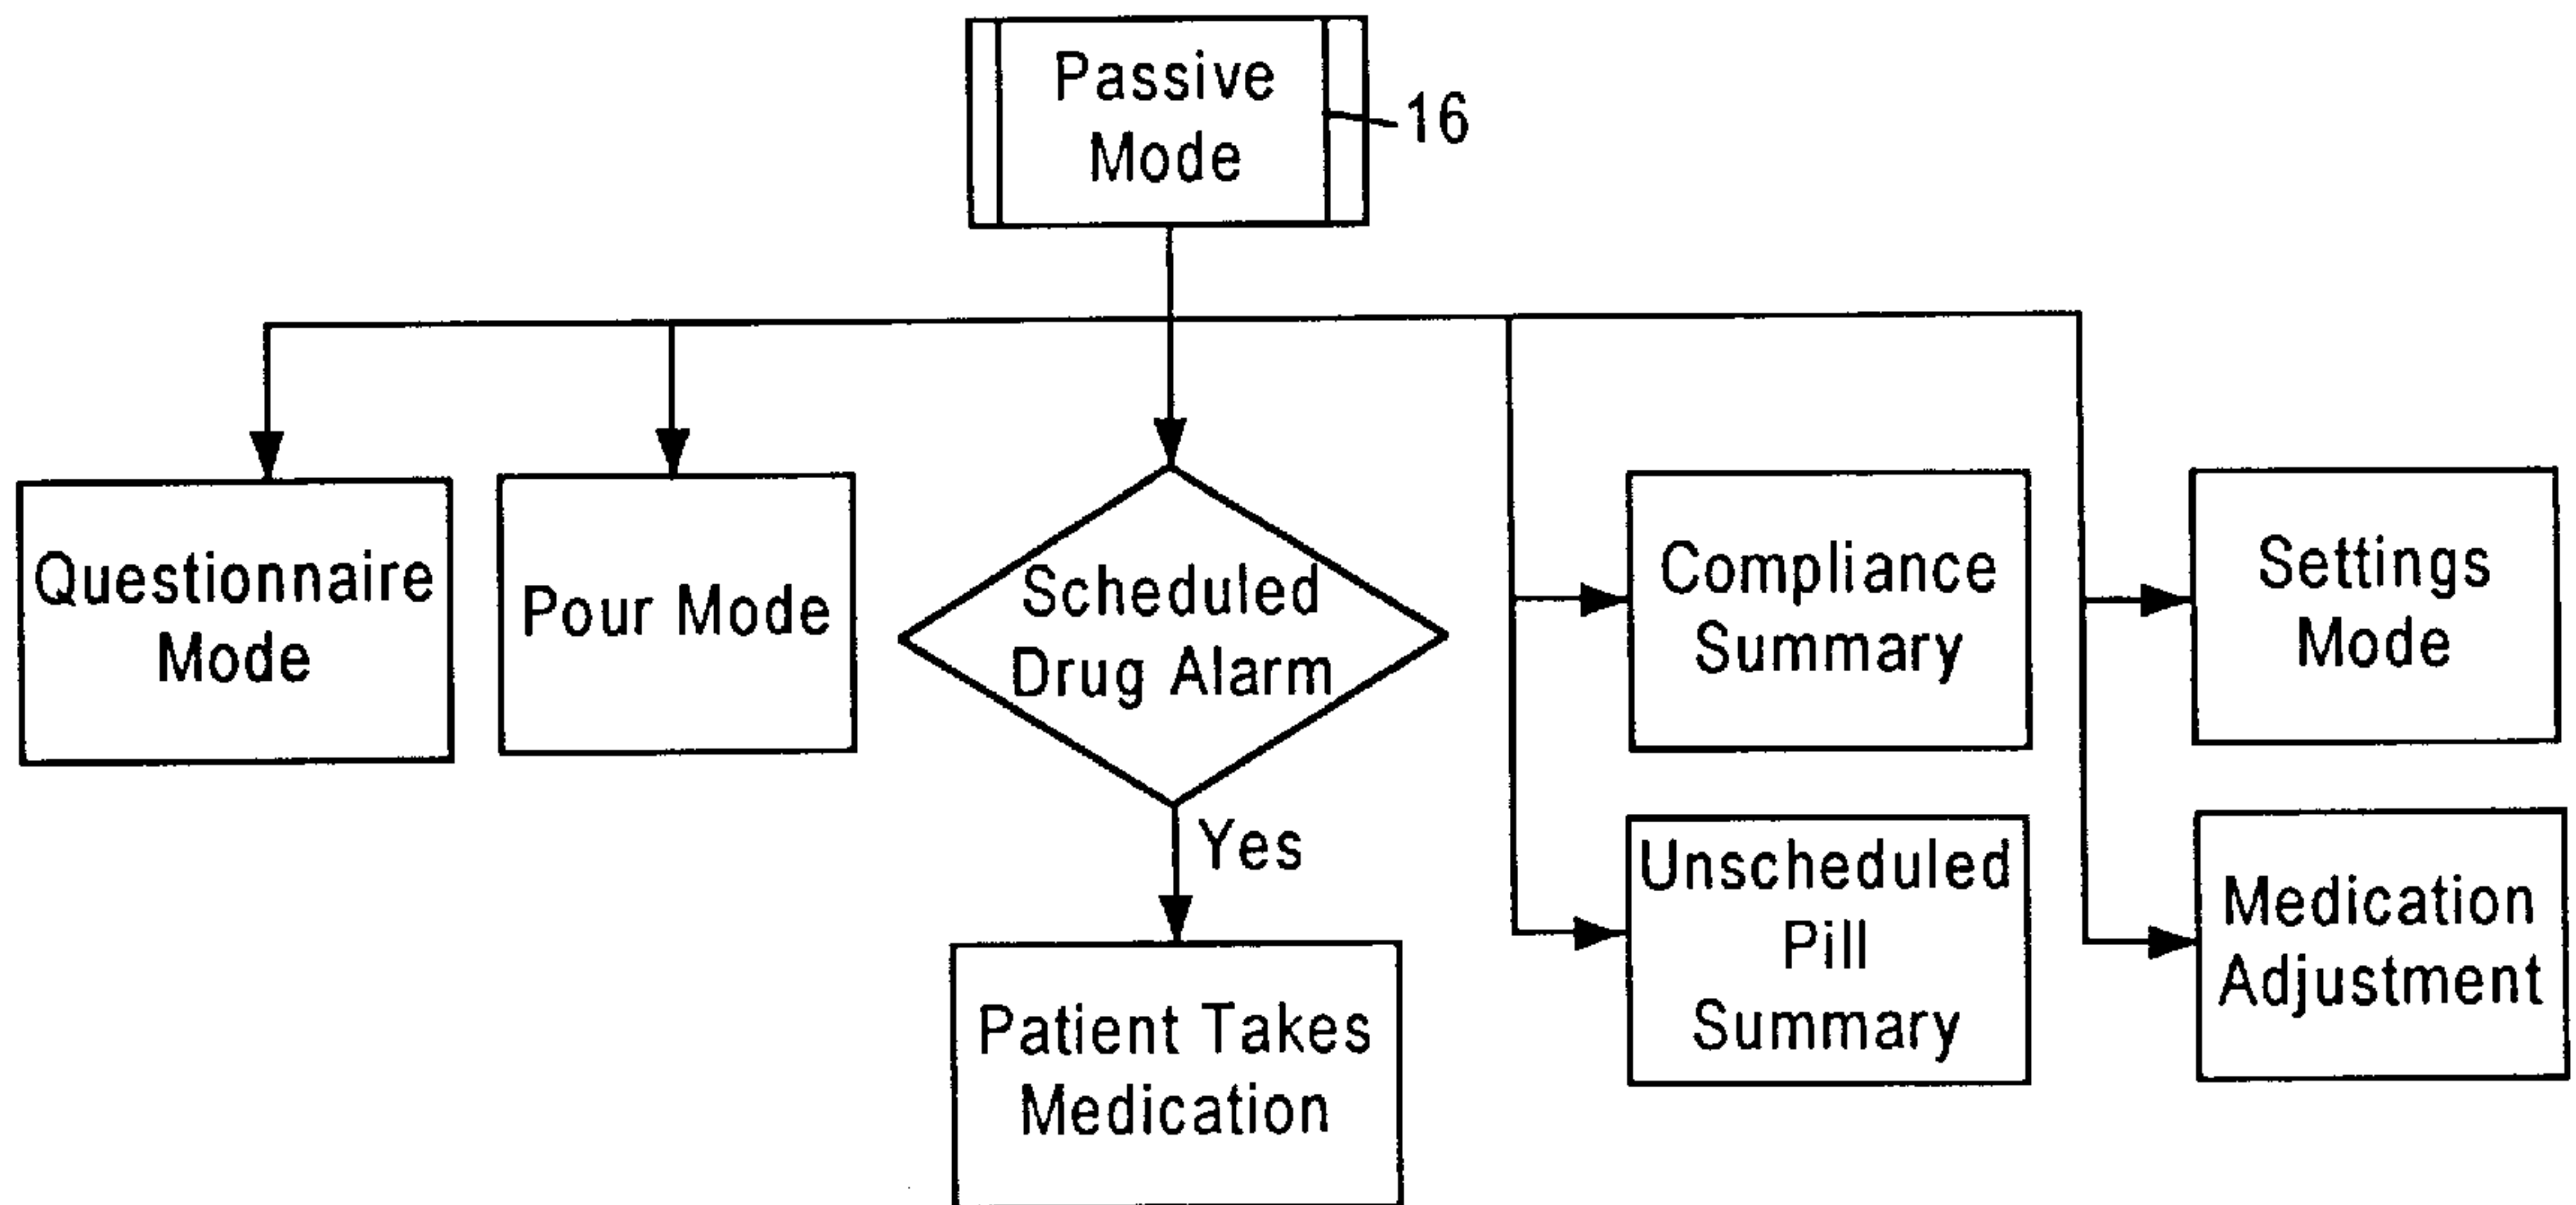 Passive
Mode
16
Questionnaire
Mode
Pour Mode
Scheduled
Drug Alarm
Compliance
Summary
Settings
Mode
Yes
Unscheduled
Pill
Summary
Medication
Adjustment
Patient Takes
Medication